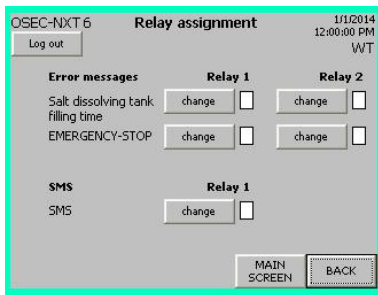 OSEC-NXT 6 Relay assignment 1/1/2014
12:00:00 PM
Log out WT
Error messages Relay 1 Relay 2
Salt dissolving tank
filling time change change
EMERGENCY-STOP change change
SMS Relay 1
SMS change
MAIN
SCREEN BACK